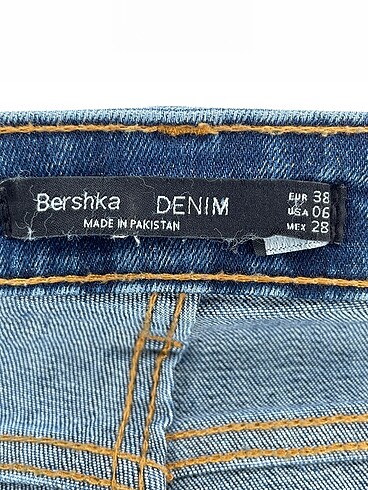 Bershka DENIM
MADE IN PAKISTAN
EUR 38
USA 06
MEX 28